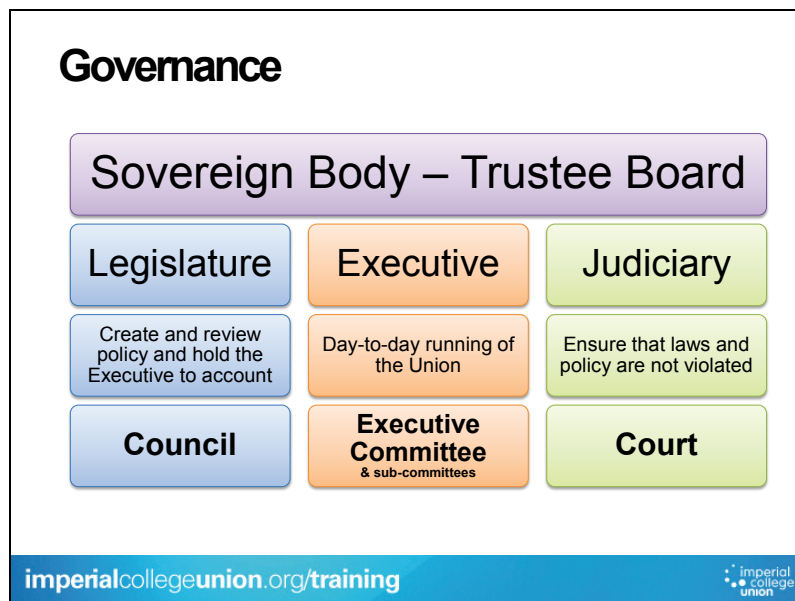 Governance
Sovereign Body – Trustee Board
Legislature
Executive
Judiciary
Create and review
policy and hold the
Executive to account
Day-to-day running of
the Union
Ensure that laws and
policy are not violated
Council
Executive
Committee
& sub-committees
Court
imperialcollegeunion.org/training
imperial
college
union